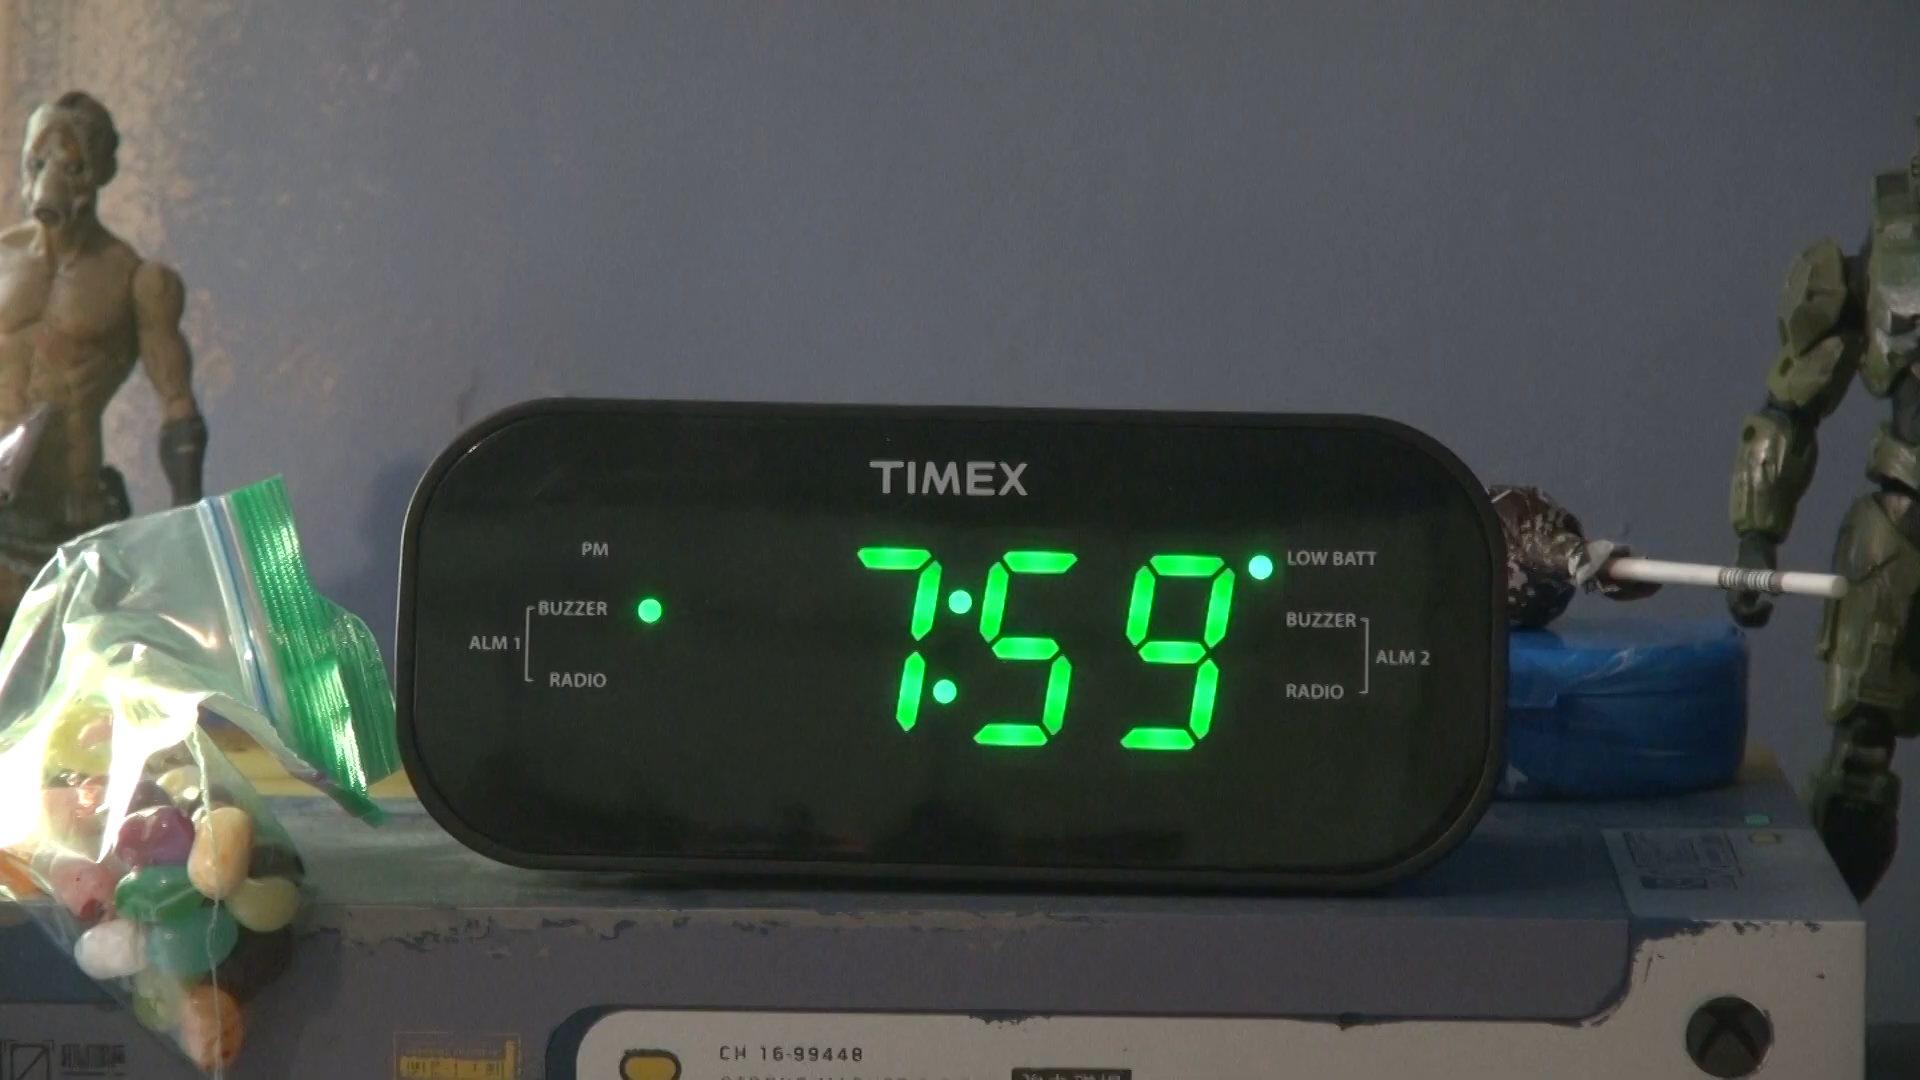 TIMEX
PM
7:59
LOW BATT
BUZZER
BUZZER
ALM 1
ALM 2
RADIO
RADIO
CH 16-99448